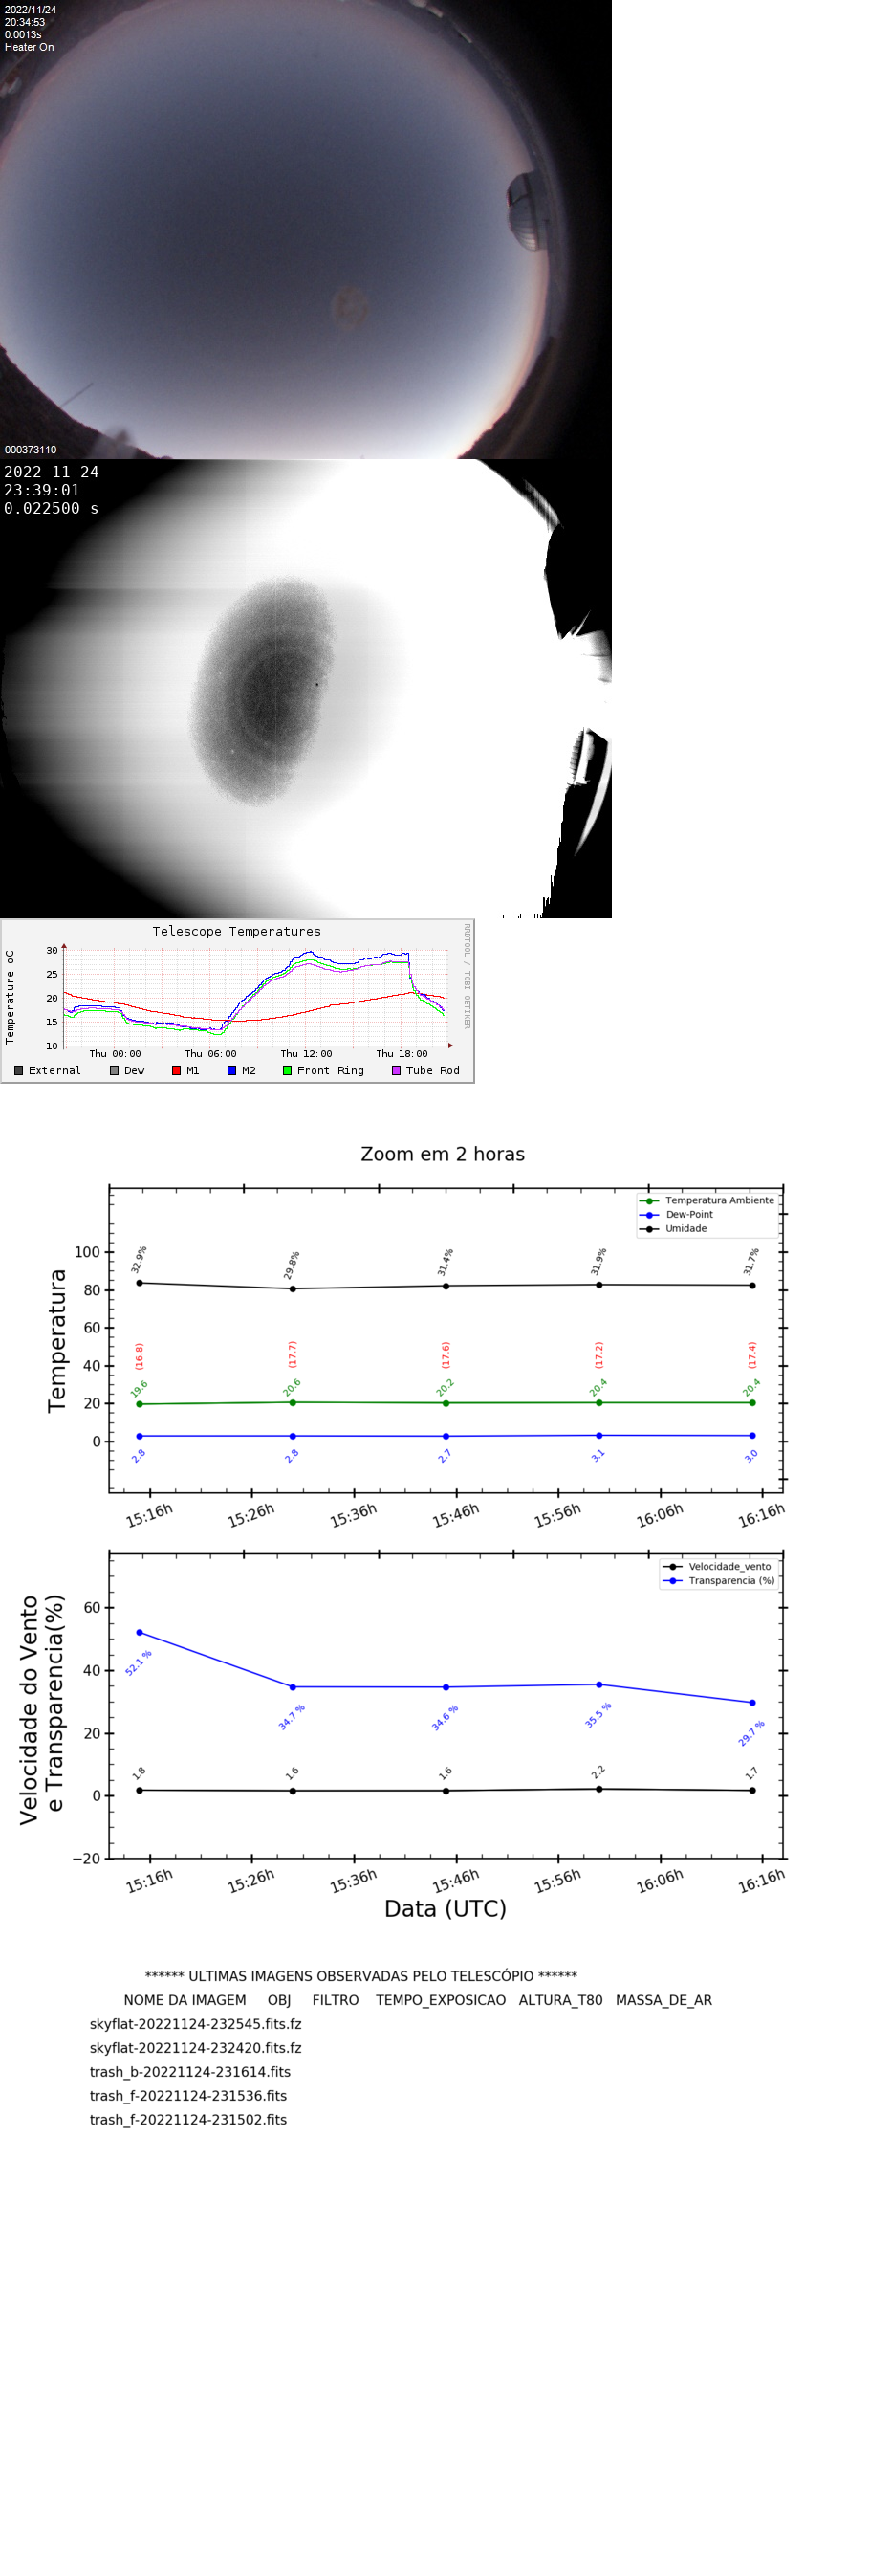 2022/11/24
20:34:53
0.0013s
Heater On
000373110
2022-11-24
23:39:01
0.022500 s
Telescope Temperatures
RRDTOOL / TOBI OETIKER
Temperature oC
30
25
20
15
10
Thu 00:00 Thu 06:00 Thu 12:00 Thu 18:00
External Dew M1 M2 Front Ring Tube Rod
Zoom em 2 horas
Temperatura Ambiente
Dew-Point
Umidade
Temperatura
100
80
60
40
20
0
32.9% 29.8% 31.4% 31.9% 31.7%
(16.8) (17.7) (17.6) (17.2) (17.4)
19.6 20.6 20.2 20.4 20.4
2.8 2.8 2.7 3.1 3.0
15:16h 15:26h 15:36h 15:46h 15:56h 16:06h 16:16h
Velocidade_vento
Transparencia (%)
Velocidade do Vento
e Transparencia(%)
60
40
20
0
−20
52.1 % 34.7 % 34.6 % 35.5 % 29.7 %
1.8 1.6 1.6 2.2 1.7
15:16h 15:26h 15:36h 15:46h 15:56h 16:06h 16:16h
Data (UTC)
****** ULTIMAS IMAGENS OBSERVADAS PELO TELESCÓPIO ******
NOME DA IMAGEM OBJ FILTRO TEMPO_EXPOSICAO ALTURA_T80 MASSA_DE_AR
skyflat-20221124-232545.fits.fz
skyflat-20221124-232420.fits.fz
trash_b-20221124-231614.fits
trash_f-20221124-231536.fits
trash_f-20221124-231502.fits